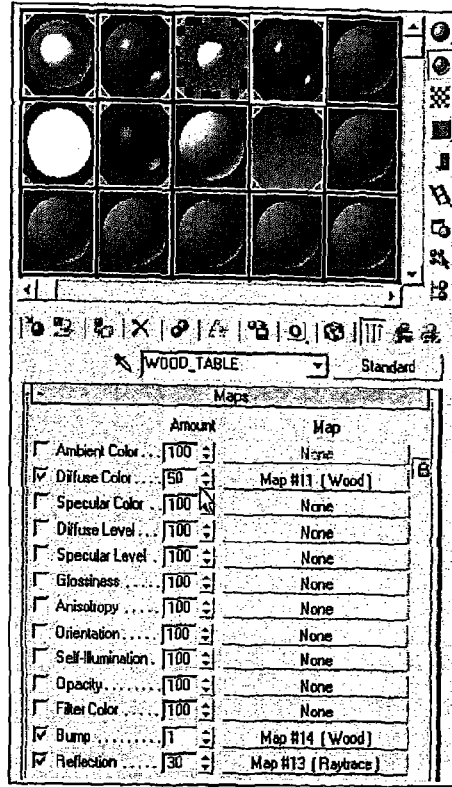 WOOD_TABLE
Standard
Maps
Amount Map
Ambient Color . . . 100 None
Diffuse Color . . . . 50 Map #11 (Wood)
Specular Color 100 None
Diffuse Level . . . 100 None
Specular Level . 100 None
Glossiness . . . . . 100 None
Anisotropy . . . . . 100 None
Orientation . . . . . 100 None
Self-Illumination . 100 None
Opacity . . . . . . . . 100 None
Filter Color . . . . . 100 None
Bump . . . . . . . . . 1 Map #14 (Wood)
Reflection . . . . . 30 Map #13 (Raytrace)